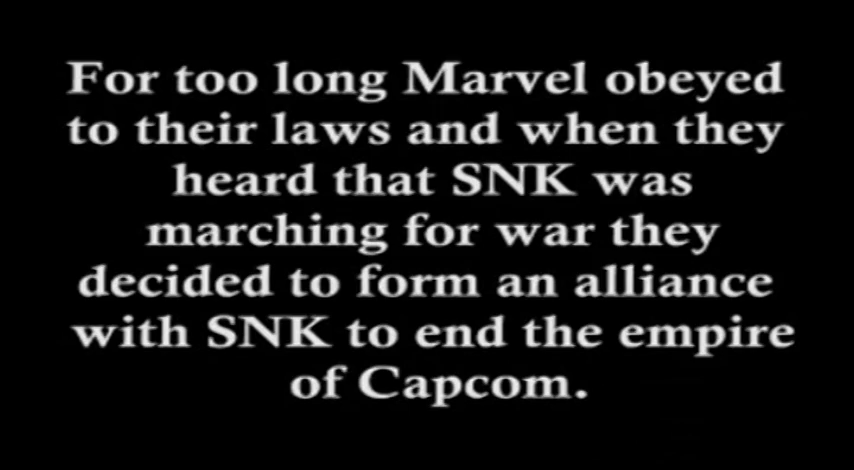 For too long Marvel obeyed
to their laws and when they
heard that SNK was
marching for war they
decided to form an alliance
with SNK to end the empire
of Capcom.